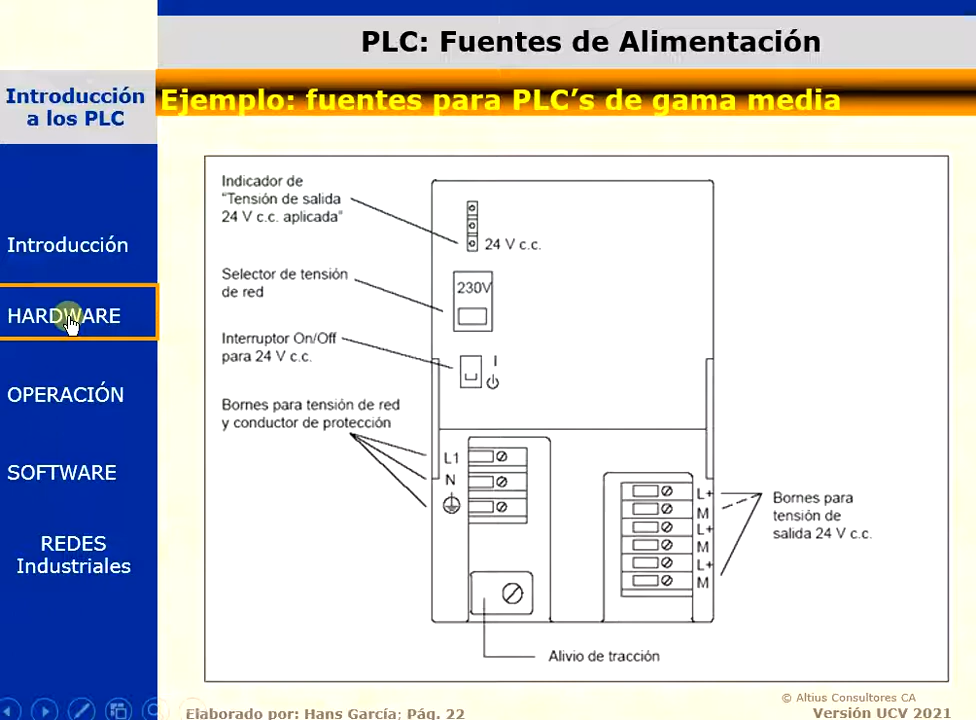 PLC: Fuentes de Alimentación
Introducción
a los PLC
Ejemplo: fuentes para PLC’s de gama media
Introducción
HARDWARE
OPERACIÓN
SOFTWARE
REDES
Industriales
Indicador de
“Tensión de salida
24 V c.c. aplicada“
24 V c.c.
Selector de tensión
de red
230V
Interruptor On/Off
para 24 V c.c.
I
Bornes para tensión de red
y conductor de protección
L1
N
L+
M
L+
M
L+
M
Bornes para
tensión de
salida 24 V c.c.
Alivio de tracción
© Altius Consultores CA
Elaborado por: Hans García; Pág. 22
Versión UCV 2021